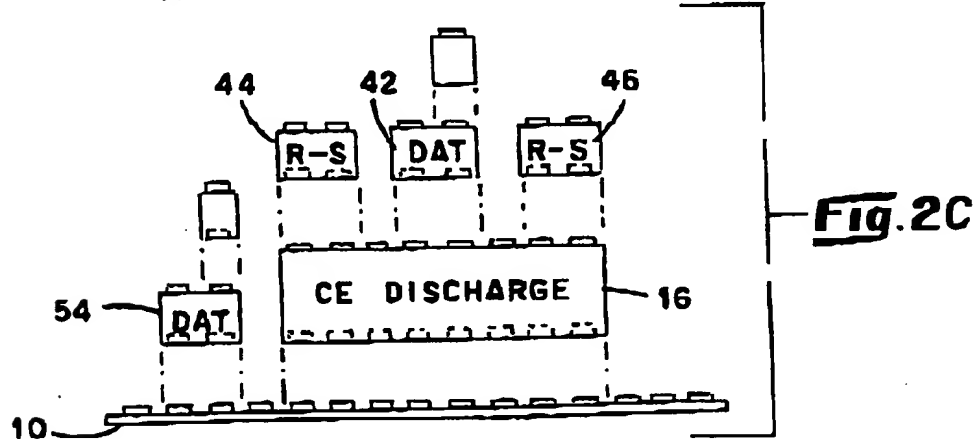 44
42
46
R-S
DAT
R-S
Fig. 2C
CE DISCHARGE
16
54
DAT
10